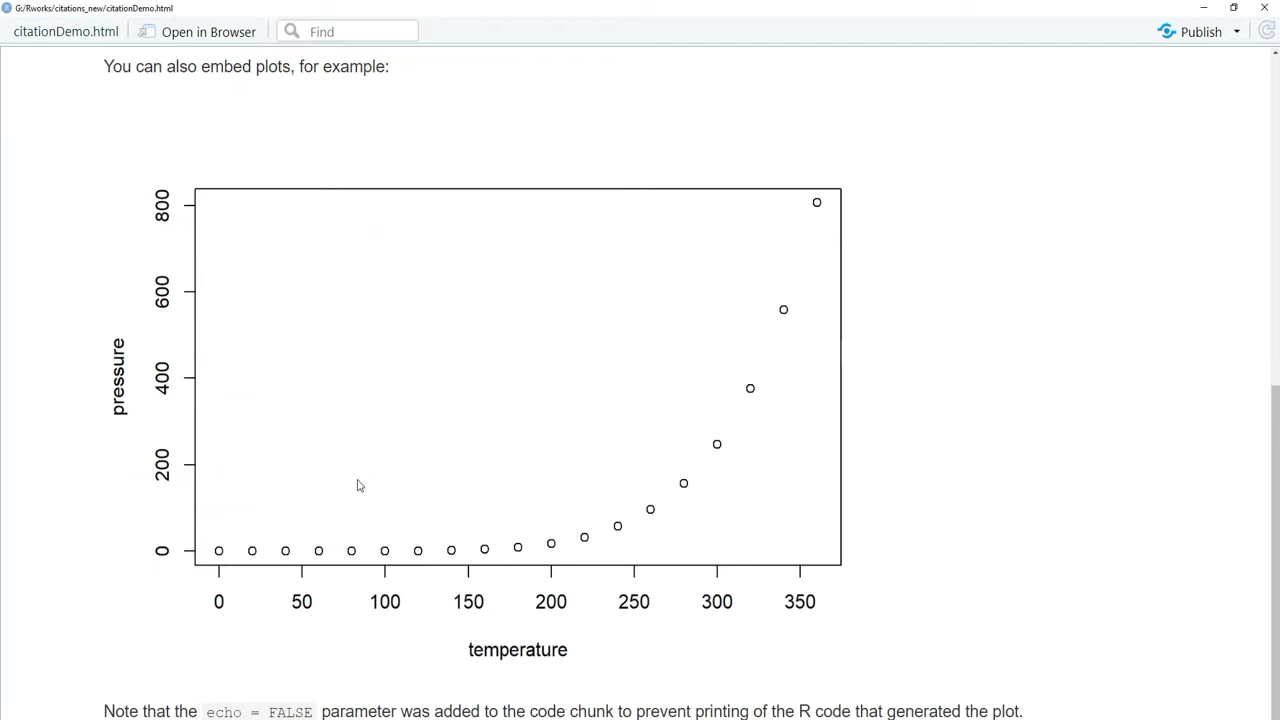 G:/Rworks/citations_new/citationDemo.html
citationDemo.html Open in Browser Find Publish
You can also embed plots, for example:
800
600
400
200
0
pressure
0 50 100 150 200 250 300 350
temperature
Note that the echo = FALSE parameter was added to the code chunk to prevent printing of the R code that generated the plot.